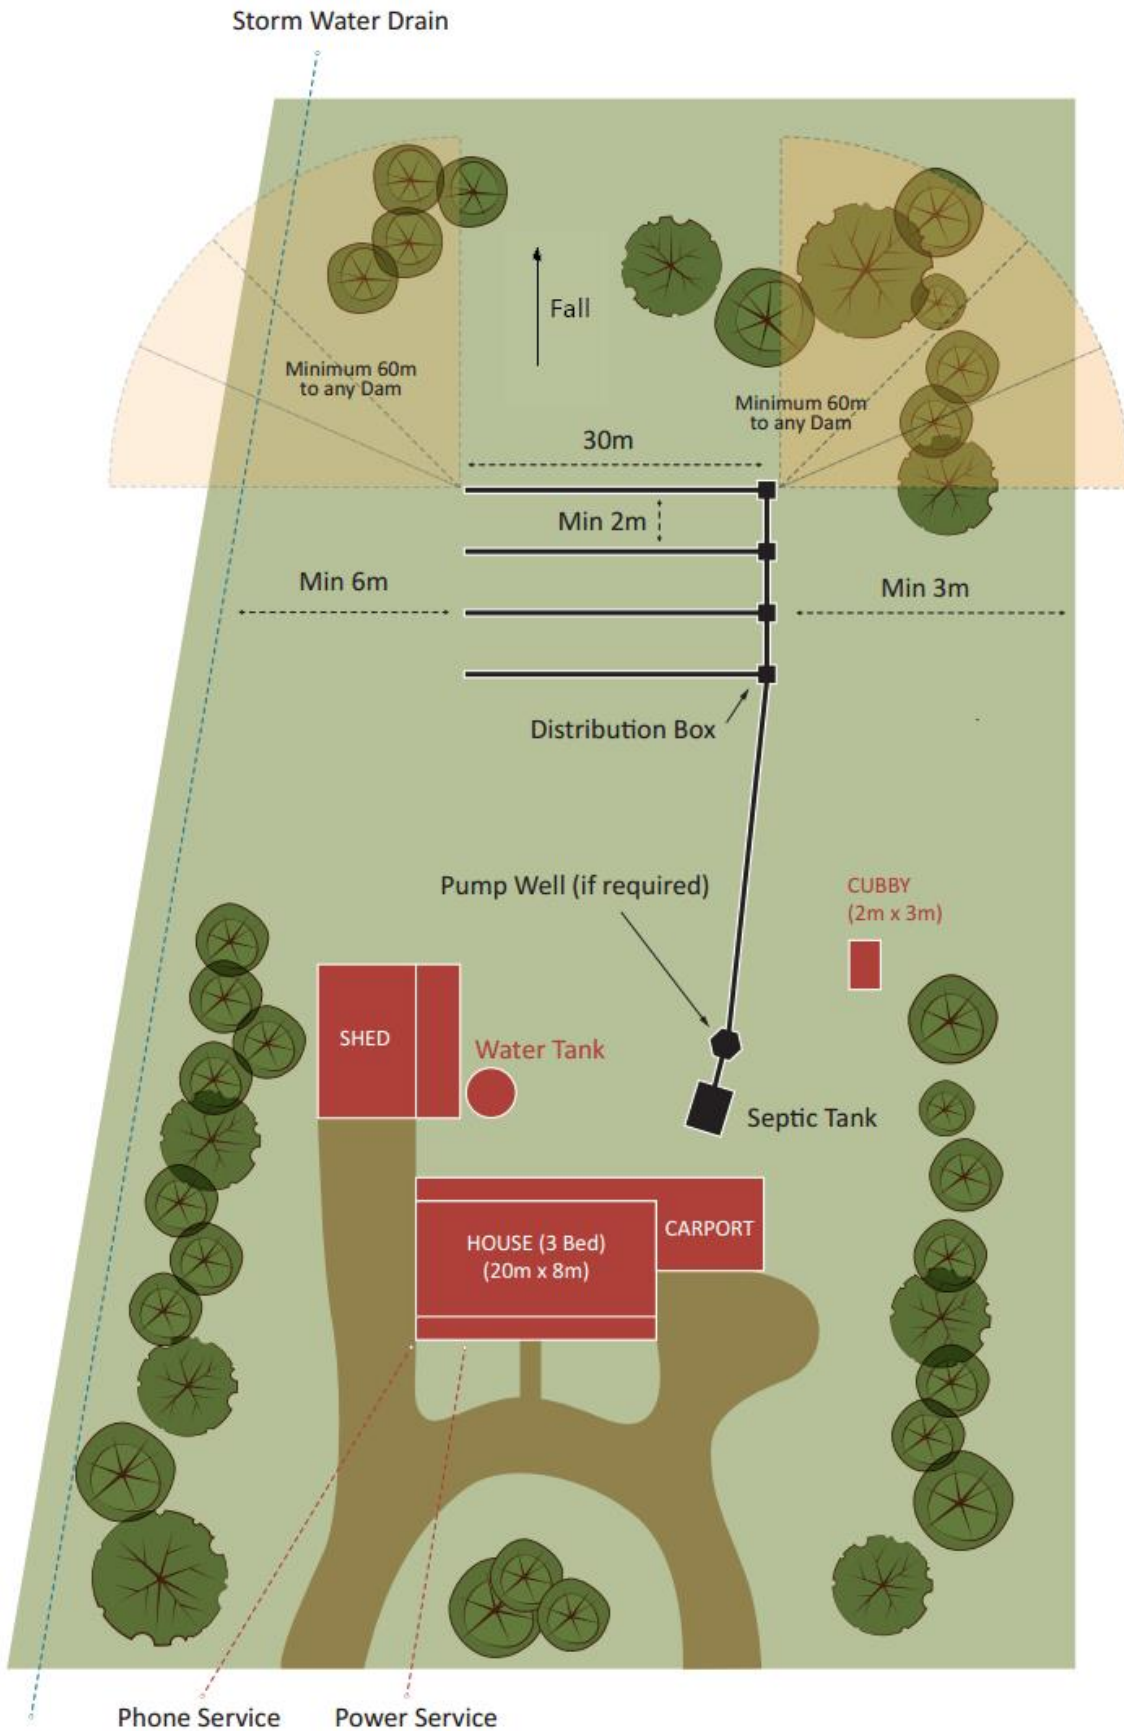 Storm Water Drain
Fall
Minimum 60m
to any Dam
Minimum 60m
to any Dam
30m
Min 2m
Min 6m
Min 3m
Distribution Box
Pump Well (if required)
CUBBY
(2m x 3m)
SHED
Water Tank
Septic Tank
CARPORT
HOUSE (3 Bed)
(20m x 8m)
Phone Service
Power Service